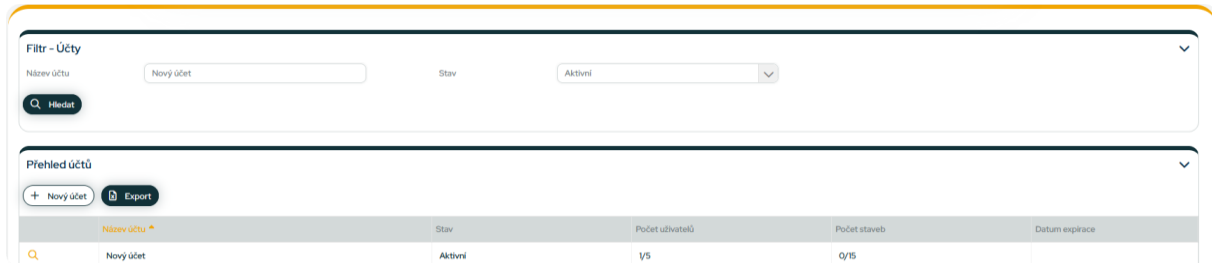 Filtr - Účty
Název účtu Nový účet Stav Aktivní
Hledat
Přehled účtů
+ Nový účet Export
Název účtu Stav Počet uživatelů Počet staveb Datum expirace
Nový účet Aktivní 1/5 0/15